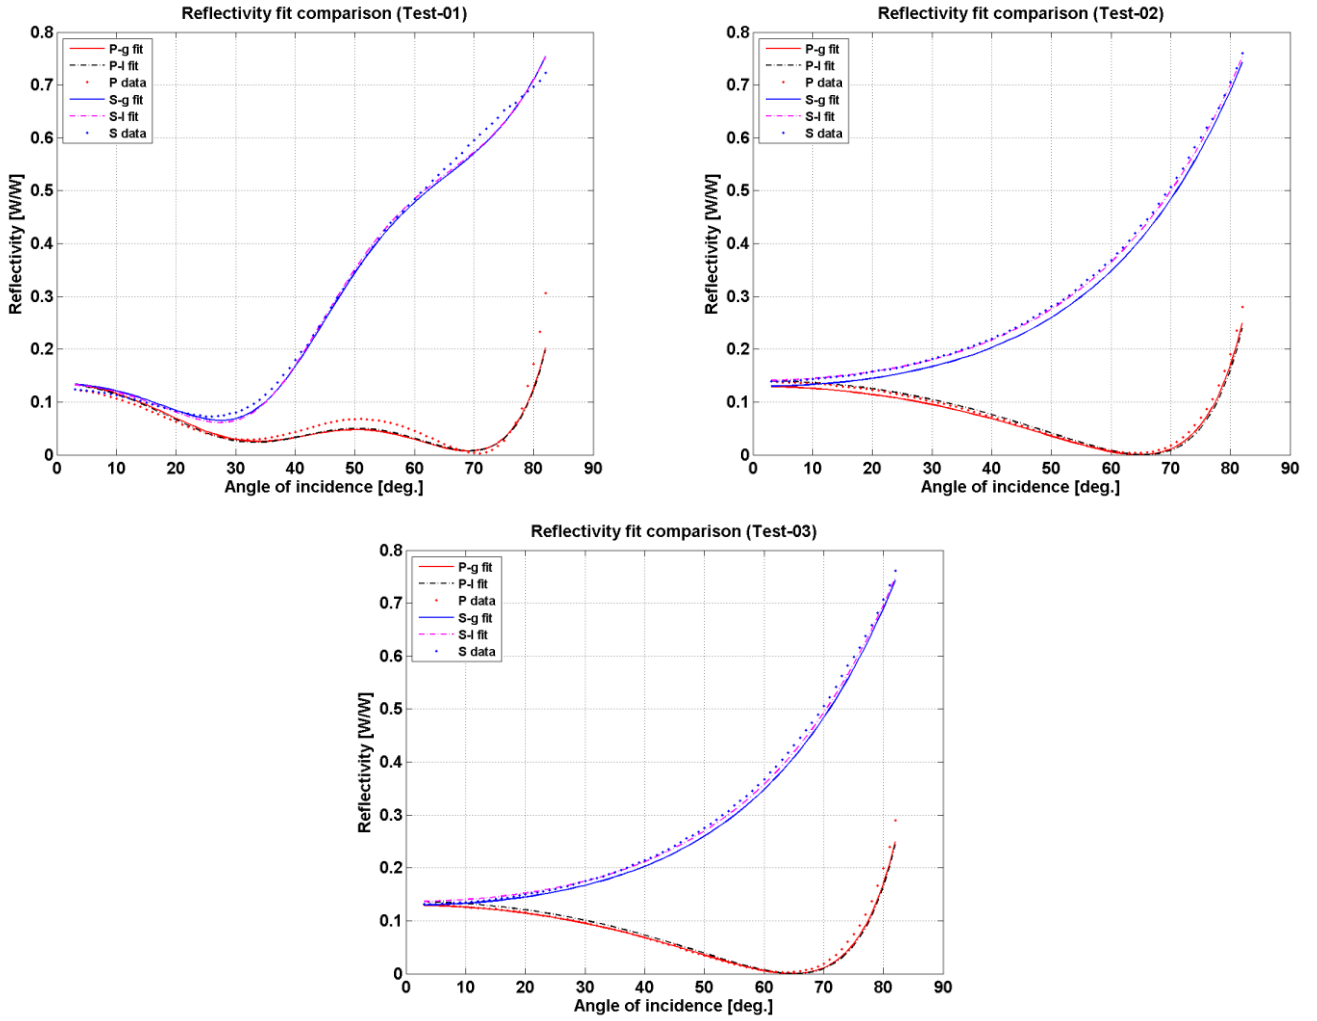 Reflectivity fit comparison (Test-01)
Reflectivity [W/W]
0.8
0.7
0.6
0.5
0.4
0.3
0.2
0.1
0
P-g fit
P-l fit
P data
S-g fit
S-l fit
S data
0 10 20 30 40 50 60 70 80 90
Angle of incidence [deg.]
Reflectivity fit comparison (Test-02)
Reflectivity [W/W]
0.8
0.7
0.6
0.5
0.4
0.3
0.2
0.1
0
P-g fit
P-l fit
P data
S-g fit
S-l fit
S data
0 10 20 30 40 50 60 70 80 90
Angle of incidence [deg.]
Reflectivity fit comparison (Test-03)
Reflectivity [W/W]
0.8
0.7
0.6
0.5
0.4
0.3
0.2
0.1
0
P-g fit
P-l fit
P data
S-g fit
S-l fit
S data
0 10 20 30 40 50 60 70 80 90
Angle of incidence [deg.]